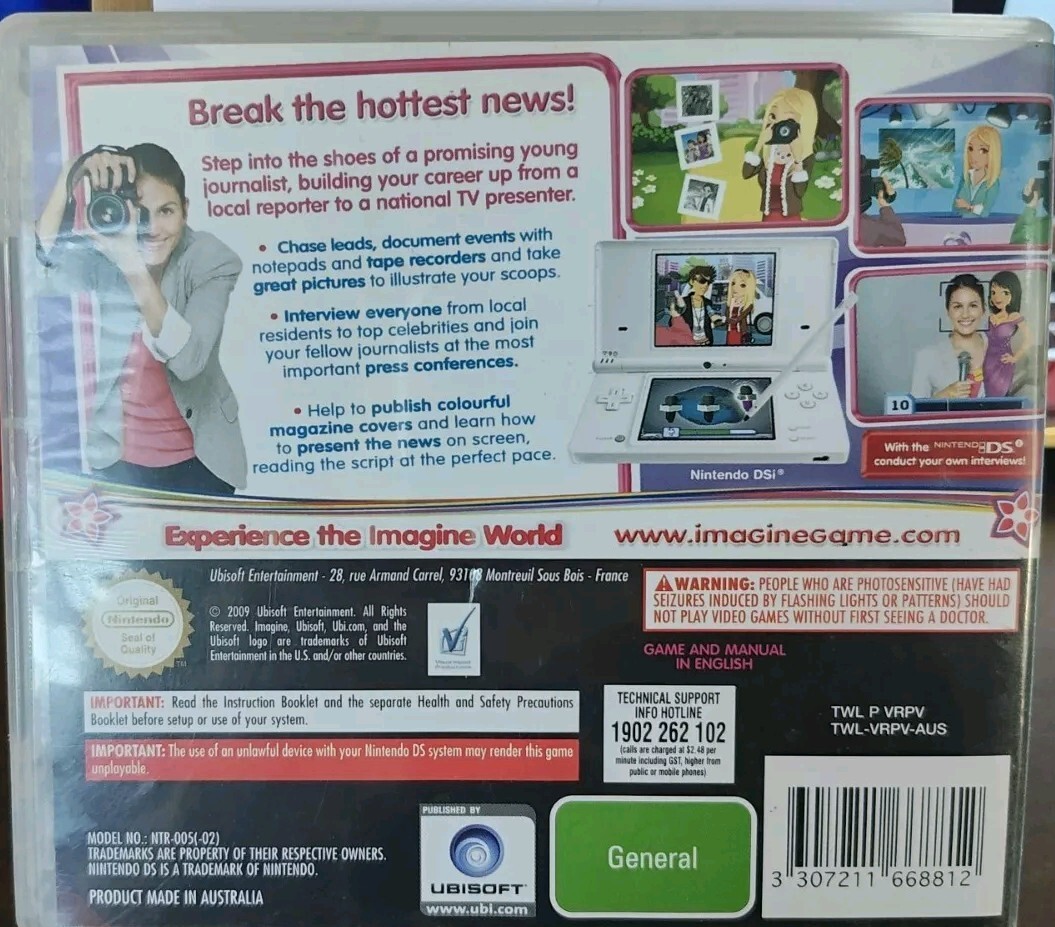 Break the hottest news!
Step into the shoes of a promising young
journalist, building your career up from a
local reporter to a national TV presenter.
• Chase leads, document events with
notepads and tape recorders and take
great pictures to illustrate your scoops.
• Interview everyone from local
residents to top celebrities and join
your fellow journalists at the most
important press conferences.
• Help to publish colourful
magazine covers and learn how
to present the news on screen,
reading the script at the perfect pace.
Nintendo DSi®
10
With the NINTENDO DSi
conduct your own interviews!
Experience the Imagine World
www.imagineGame.com
Original
Nintendo
Seal of
Quality
TM
Ubisoft Entertainment - 28, rue Armand Carrel, 93108 Montreuil Sous Bois - France
© 2009 Ubisoft Entertainment. All Rights
Reserved. Imagine, Ubisoft, Ubi.com, and the
Ubisoft logo are trademarks of Ubisoft
Entertainment in the U.S. and/or other countries.
WARNING: PEOPLE WHO ARE PHOTOSENSITIVE (HAVE HAD
SEIZURES INDUCED BY FLASHING LIGHTS OR PATTERNS) SHOULD
NOT PLAY VIDEO GAMES WITHOUT FIRST SEEING A DOCTOR.
GAME AND MANUAL
IN ENGLISH
IMPORTANT: Read the Instruction Booklet and the separate Health and Safety Precautions
Booklet before setup or use of your system.
IMPORTANT: The use of an unlawful device with your Nintendo DS system may render this game
unplayable.
TECHNICAL SUPPORT
INFO HOTLINE
1902 262 102
(calls are charged at $2.48 per
minute including GST, higher from
public or mobile phones)
TWL P VRPV
TWL-VRPV-AUS
MODEL NO.: NTR-005(-02)
TRADEMARKS ARE PROPERTY OF THEIR RESPECTIVE OWNERS.
NINTENDO DS IS A TRADEMARK OF NINTENDO.
PRODUCT MADE IN AUSTRALIA
PUBLISHED BY
UBISOFT
www.ubi.com
General
3 307211 668812